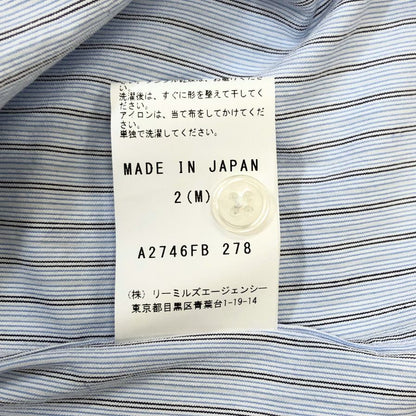 い。
洗濯後は、すぐに形を整えて干してく
ださい。
アイロンは、当て布をしてかけてくだ
さい。
単独で洗濯してください。
MADE IN JAPAN
2(M)
A2746FB 278
(株) リーミルズエージェンシー
東京都目黒区青葉台1-19-14